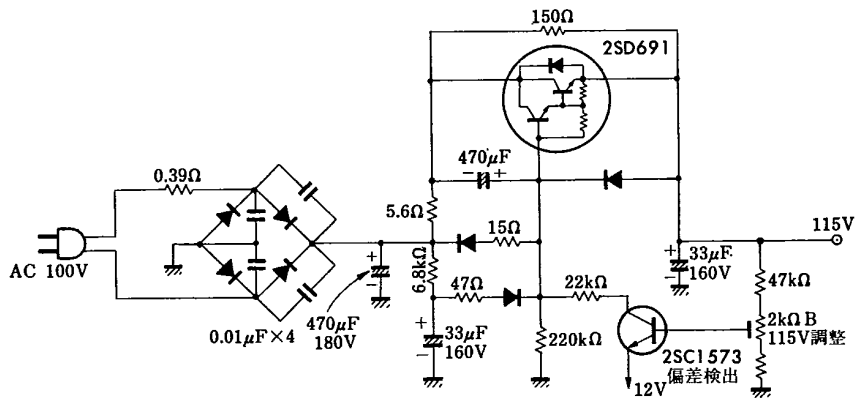 150Ω
2SD691
470μF
- +
0.39Ω
5.6Ω
15Ω
115V
AC 100V
+
-
6.8kΩ
47Ω
22kΩ
+
-
33μF
160V
47kΩ
0.01μF×4
470μF
180V
+
-
33μF
160V
220kΩ
2SC1573
偏差検出
12V
2kΩ B
115V調整